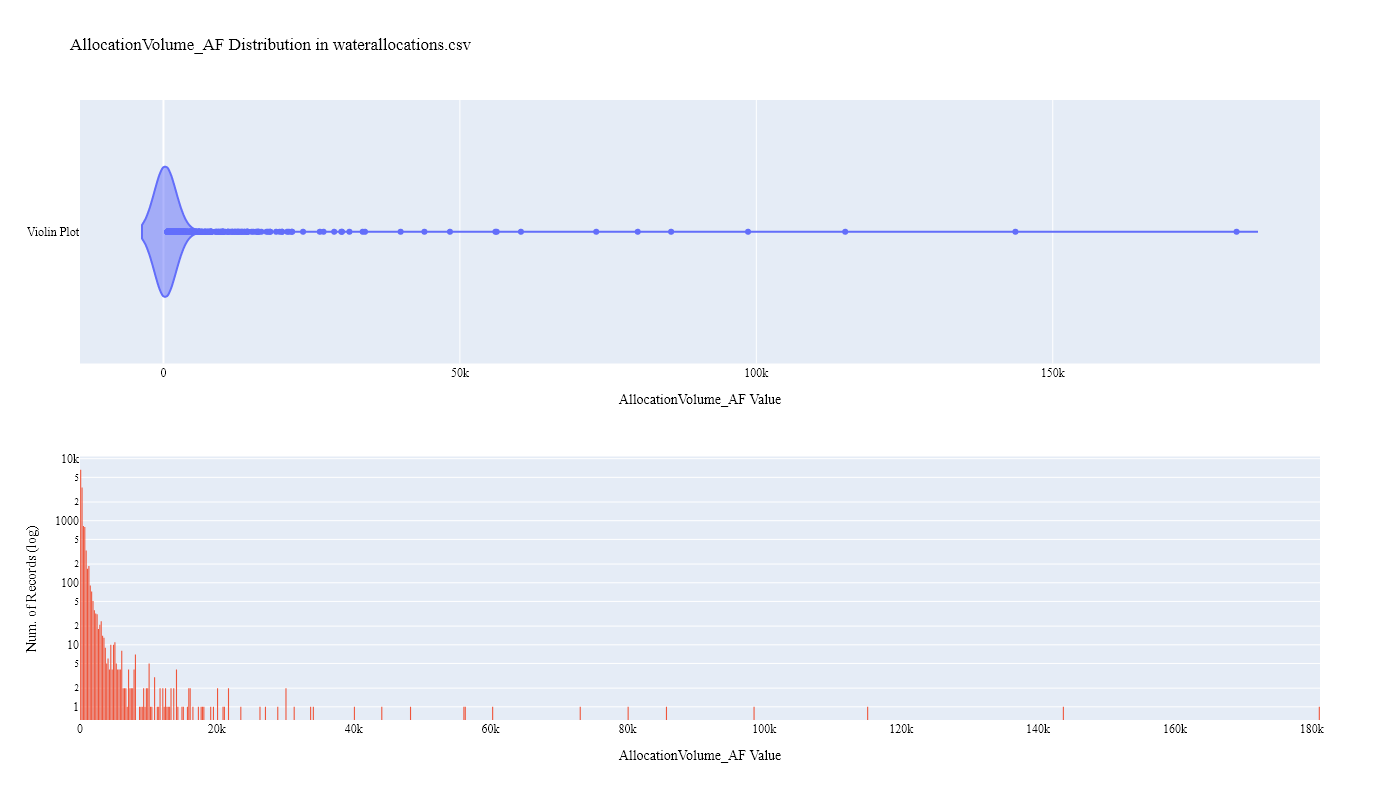 AllocationVolume_AF Distribution in waterallocations.csv
Violin Plot
0 50k 100k 150k
AllocationVolume_AF Value
10k
5
2
1000
5
2
100
5
2
10
5
2
1
Num. of Records (log)
0 20k 40k 60k 80k 100k 120k 140k 160k 180k
AllocationVolume_AF Value